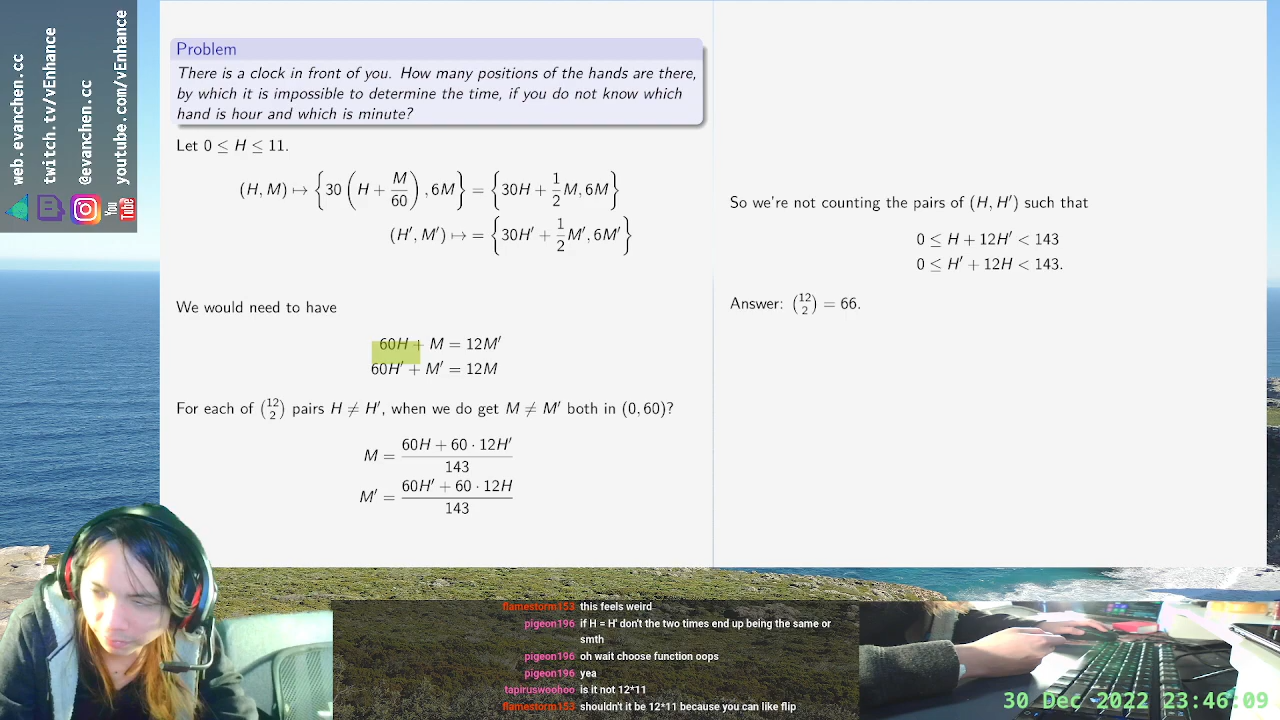 web.evanchen.cc
twitch.tv/vEnhance
@evanchen.cc
youtube.com/vEnhance
You
Tube
Problem
There is a clock in front of you. How many positions of the hands are there,
by which it is impossible to determine the time, if you do not know which
hand is hour and which is minute?
Let 0 ≤ H ≤ 11.
(H, M) ↦ {30 (H + M/60), 6M} = {30H + 1/2 M, 6M}
(H′, M′) ↦ = {30H′ + 1/2 M′, 6M′}
We would need to have
60H + M = 12M′
60H′ + M′ = 12M
For each of (12 2) pairs H ≠ H′, when we do get M ≠ M′ both in (0, 60)?
M = (60H + 60 · 12H′)/143
M′ = (60H′ + 60 · 12H)/143
So we're not counting the pairs of (H, H′) such that
0 ≤ H + 12H′ < 143
0 ≤ H′ + 12H < 143.
Answer: (12 2) = 66.
flamestorm153 this feels weird
pigeon196 if H = H' don't the two times end up being the same or
smth
pigeon196 oh wait choose function oops
pigeon196 yea
tapiruswoohoo is it not 12*11
flamestorm153 shouldn't it be 12*11 because you can like flip
30 Dec 2022 23:46:09